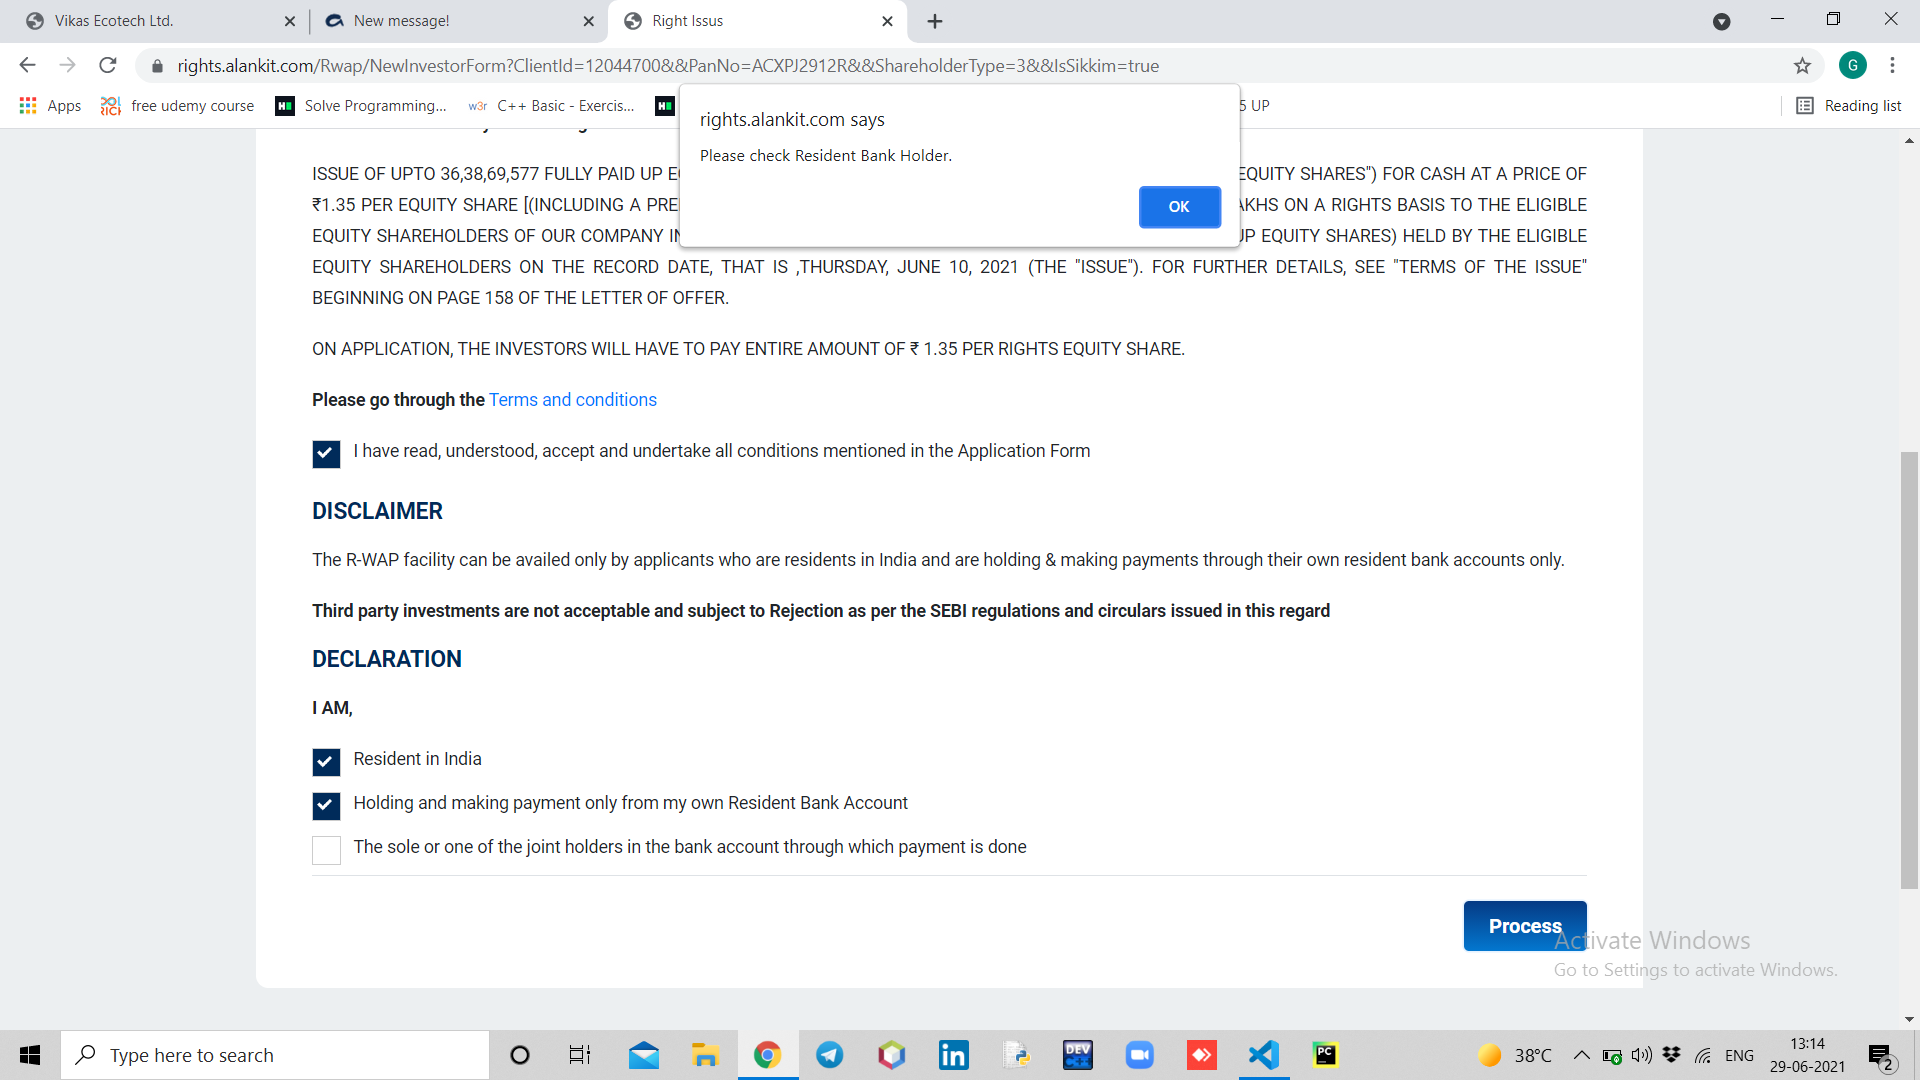 Vikas Ecotech Ltd.
New message!
Right Issus
rights.alankit.com/Rwap/NewInvestorForm?ClientId=12044700&&PanNo=ACXPJ2912R&&ShareholderType=3&&IsSikkim=true
G
Apps
free udemy course
Solve Programming...
w3r C++ Basic - Exercis...
5 UP
Reading list
rights.alankit.com says
Please check Resident Bank Holder.
OK
ISSUE OF UPTO 36,38,69,577 FULLY PAID UP EQUITY SHARES") FOR CASH AT A PRICE OF
₹1.35 PER EQUITY SHARE [(INCLUDING A PRE AKHS ON A RIGHTS BASIS TO THE ELIGIBLE
EQUITY SHAREHOLDERS OF OUR COMPANY IN UP EQUITY SHARES) HELD BY THE ELIGIBLE
EQUITY SHAREHOLDERS ON THE RECORD DATE, THAT IS ,THURSDAY, JUNE 10, 2021 (THE "ISSUE"). FOR FURTHER DETAILS, SEE "TERMS OF THE ISSUE"
BEGINNING ON PAGE 158 OF THE LETTER OF OFFER.
ON APPLICATION, THE INVESTORS WILL HAVE TO PAY ENTIRE AMOUNT OF ₹ 1.35 PER RIGHTS EQUITY SHARE.
Please go through the Terms and conditions
I have read, understood, accept and undertake all conditions mentioned in the Application Form
DISCLAIMER
The R-WAP facility can be availed only by applicants who are residents in India and are holding & making payments through their own resident bank accounts only.
Third party investments are not acceptable and subject to Rejection as per the SEBI regulations and circulars issued in this regard
DECLARATION
I AM,
Resident in India
Holding and making payment only from my own Resident Bank Account
The sole or one of the joint holders in the bank account through which payment is done
Process
Activate Windows
Go to Settings to activate Windows.
Type here to search
DEV
C++
PC
38°C
ENG
13:14
29-06-2021
2